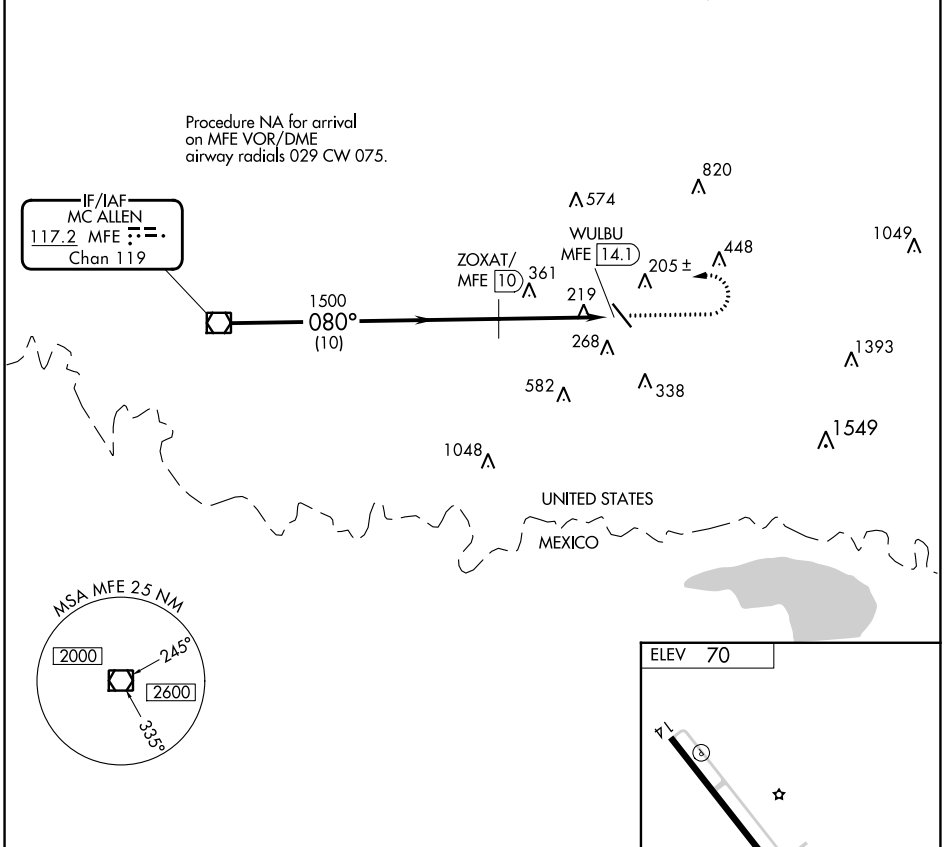 Procedure NA for arrival
on MFE VOR/DME
airway radials 029 CW 075.
820
574
IF/IAF
MC ALLEN
117.2 MFE
Chan 119
WULBU
MFE 14.1
1049
448
ZOXAT/
MFE 10
361
205 ±
219
1500
080°
(10)
268
1393
582
338
1549
1048
UNITED STATES
MEXICO
MSA MFE 25 NM
2000
245°
2600
335°
ELEV 70
14
P